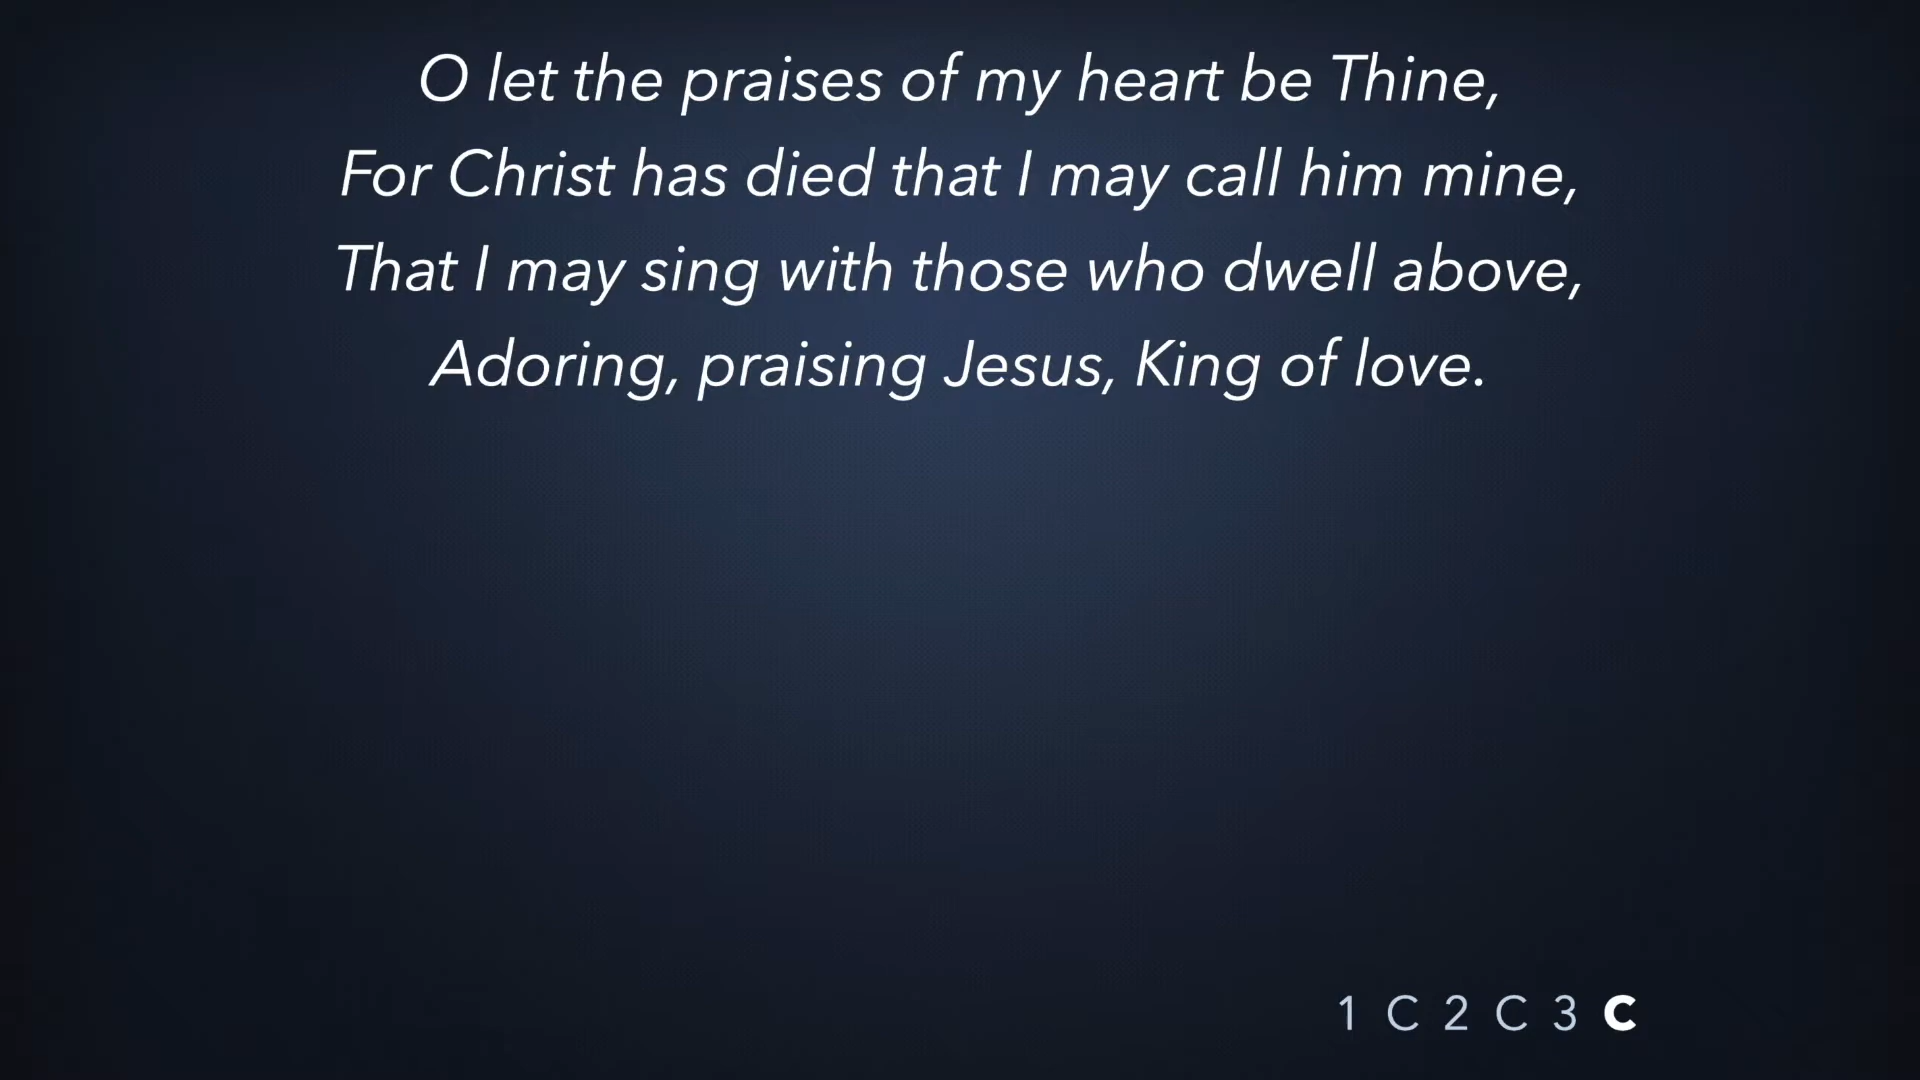 O let the praises of my heart be Thine,
For Christ has died that I may call him mine,
That I may sing with those who dwell above,
Adoring, praising Jesus, King of love.
1 C 2 C 3 C